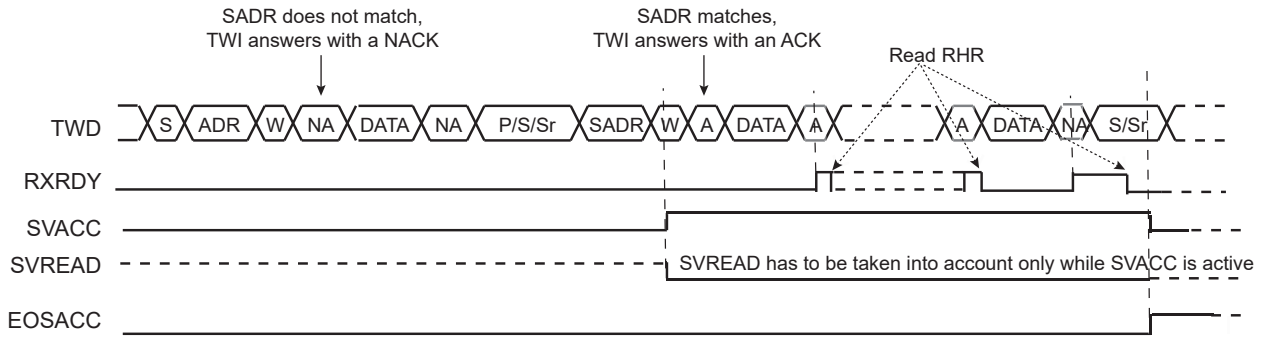 SADR does not match,
TWI answers with a NACK
SADR matches,
TWI answers with an ACK
Read RHR
TWD S ADR W NA DATA NA P/S/Sr SADR W A DATA A A DATA NA S/Sr
RXRDY
SVACC
SVREAD SVREAD has to be taken into account only while SVACC is active
EOSACC